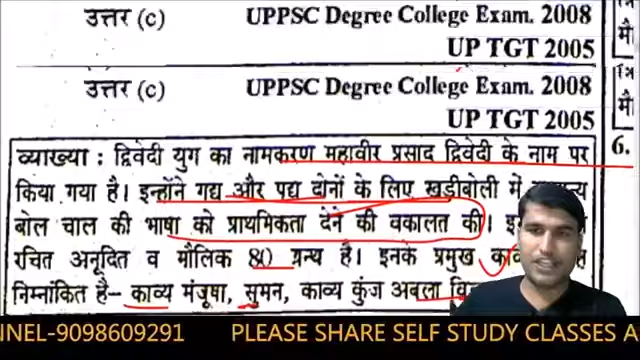 उत्तर (c) UPPSC Degree College Exam. 2008
UP TGT 2005
उत्तर (c) UPPSC Degree College Exam. 2008
UP TGT 2005
6.
व्याख्या : द्विवेदी युग का नामकरण महावीर प्रसाद द्विवेदी के नाम पर
किया गया है। इन्होंने गद्य और पद्य दोनों के लिए खड़ीबोली में
बोल चाल की भाषा को प्राथमिकता देने की वकालत की।
रचित अनूदित व मौलिक 80 ग्रन्थ है। इनके प्रमुख
निम्नांकित है– काव्य मंजूषा, सुमन, काव्य कुंज अबला
NNEL-9098609291 PLEASE SHARE SELF STUDY CLASSES A